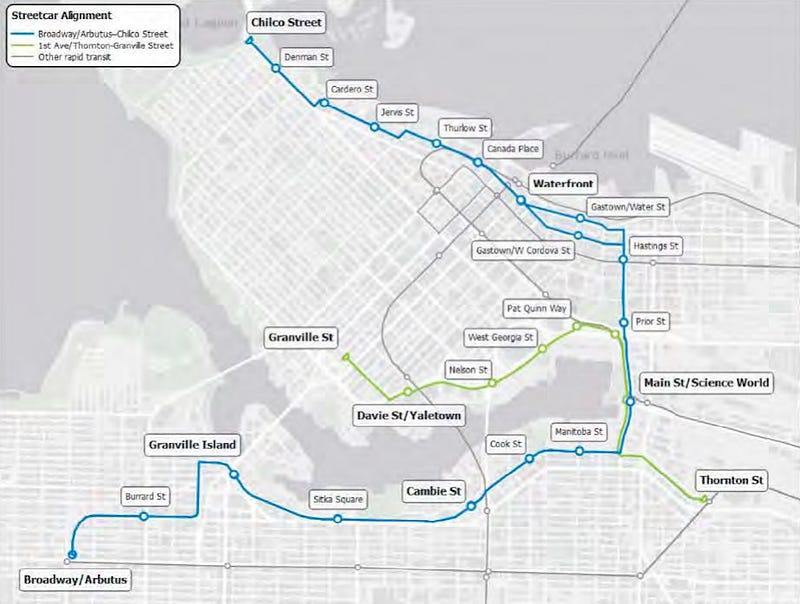 Streetcar Alignment
Broadway/Arbutus–Chilco Street
1st Ave/Thornton-Granville Street
Other rapid transit
Lagoon
Chilco Street
Denman St
Cardero St
Jervis St
Thurlow St
Canada Place
Burrard Inlet
Waterfront
Gastown/Water St
Gastown/W Cordova St
Hastings St
Pat Quinn Way
Prior St
Granville St
West Georgia St
Nelson St
Main St/Science World
Davie St/Yaletown
Manitoba St
Granville Island
Cook St
Thornton St
Burrard St
Sitka Square
Cambie St
Broadway/Arbutus